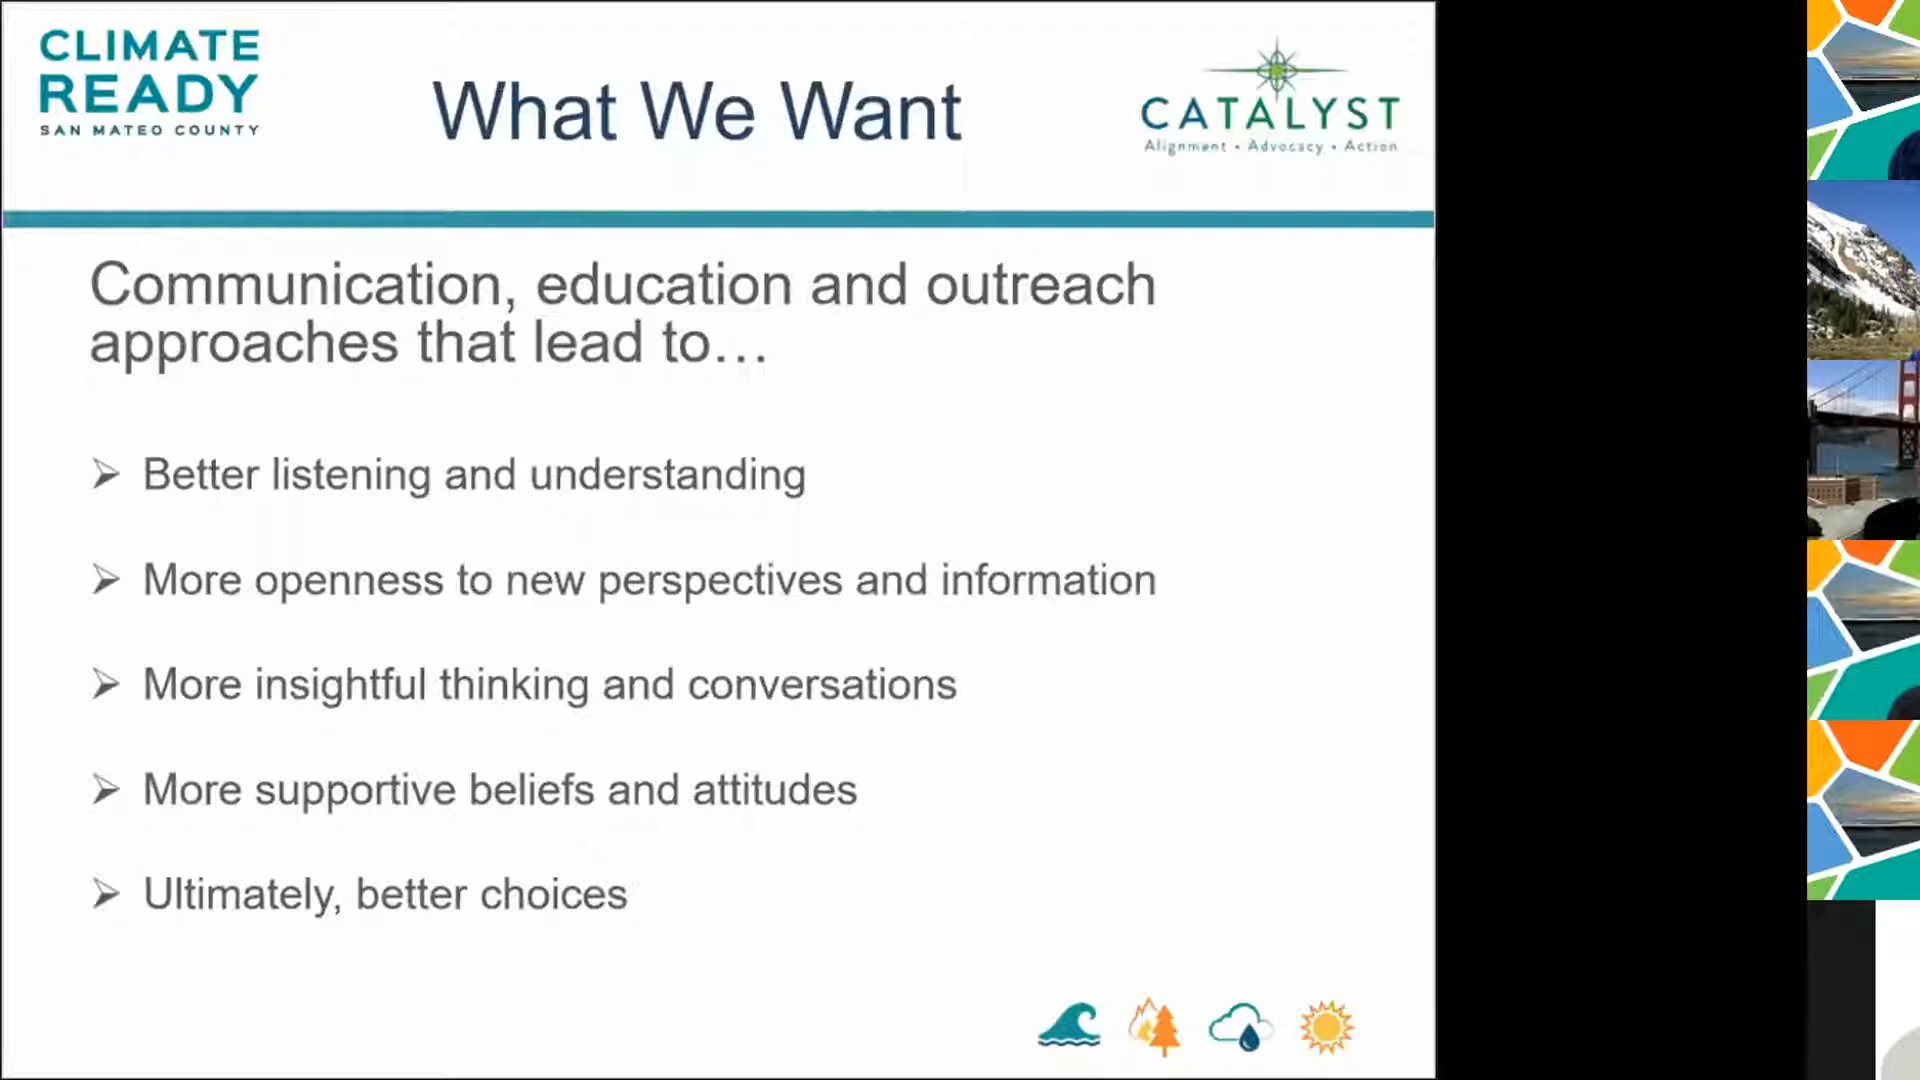 CLIMATE
READY
SAN MATEO COUNTY
What We Want
CATALYST
Alignment • Advocacy • Action
Communication, education and outreach
approaches that lead to…
➢ Better listening and understanding
➢ More openness to new perspectives and information
➢ More insightful thinking and conversations
➢ More supportive beliefs and attitudes
➢ Ultimately, better choices